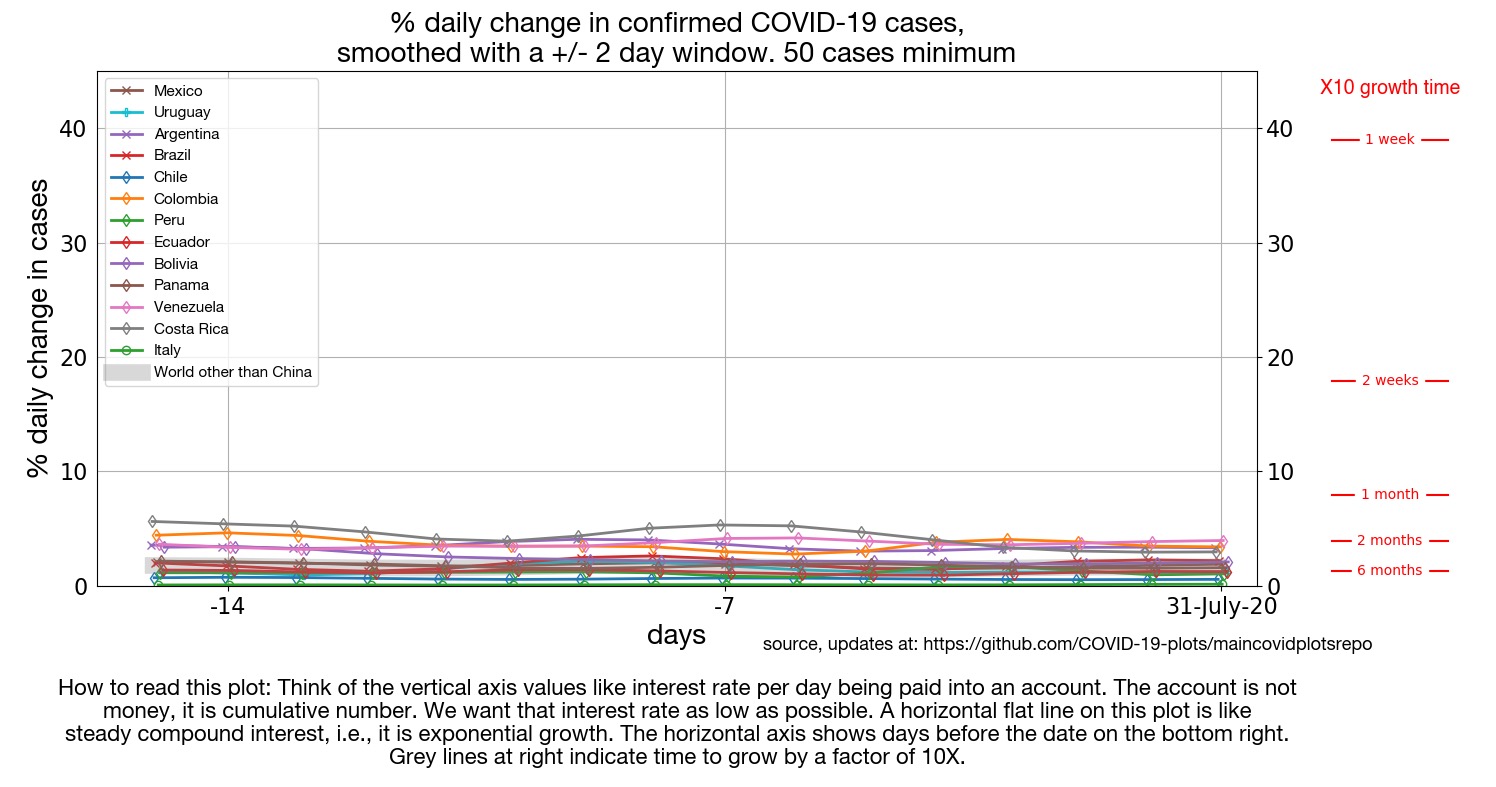 % daily change in confirmed COVID-19 cases,
smoothed with a +/- 2 day window. 50 cases minimum
X10 growth time
% daily change in cases
40
30
20
10
0
Mexico
Uruguay
Argentina
Brazil
Chile
Colombia
Peru
Ecuador
Bolivia
Panama
Venezuela
Costa Rica
Italy
World other than China
40
30
20
10
0
1 week
2 weeks
1 month
2 months
6 months
-14
-7
31-July-20
days
source, updates at: https://github.com/COVID-19-plots/maincovidplotsrepo
How to read this plot: Think of the vertical axis values like interest rate per day being paid into an account. The account is not
money, it is cumulative number. We want that interest rate as low as possible. A horizontal flat line on this plot is like
steady compound interest, i.e., it is exponential growth. The horizontal axis shows days before the date on the bottom right.
Grey lines at right indicate time to grow by a factor of 10X.